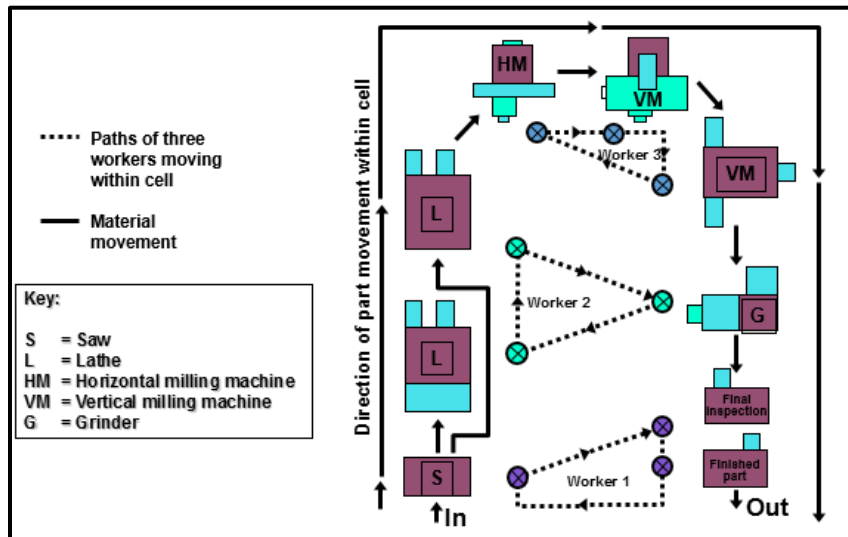 Paths of three
workers moving
within cell
Material
movement
Key:
S = Saw
L = Lathe
HM = Horizontal milling machine
VM = Vertical milling machine
G = Grinder
Direction of part movement within cell
HM
VM
Worker 3
VM
L
Worker 2
G
L
Final
inspection
S
Worker 1
Finished
part
In
Out